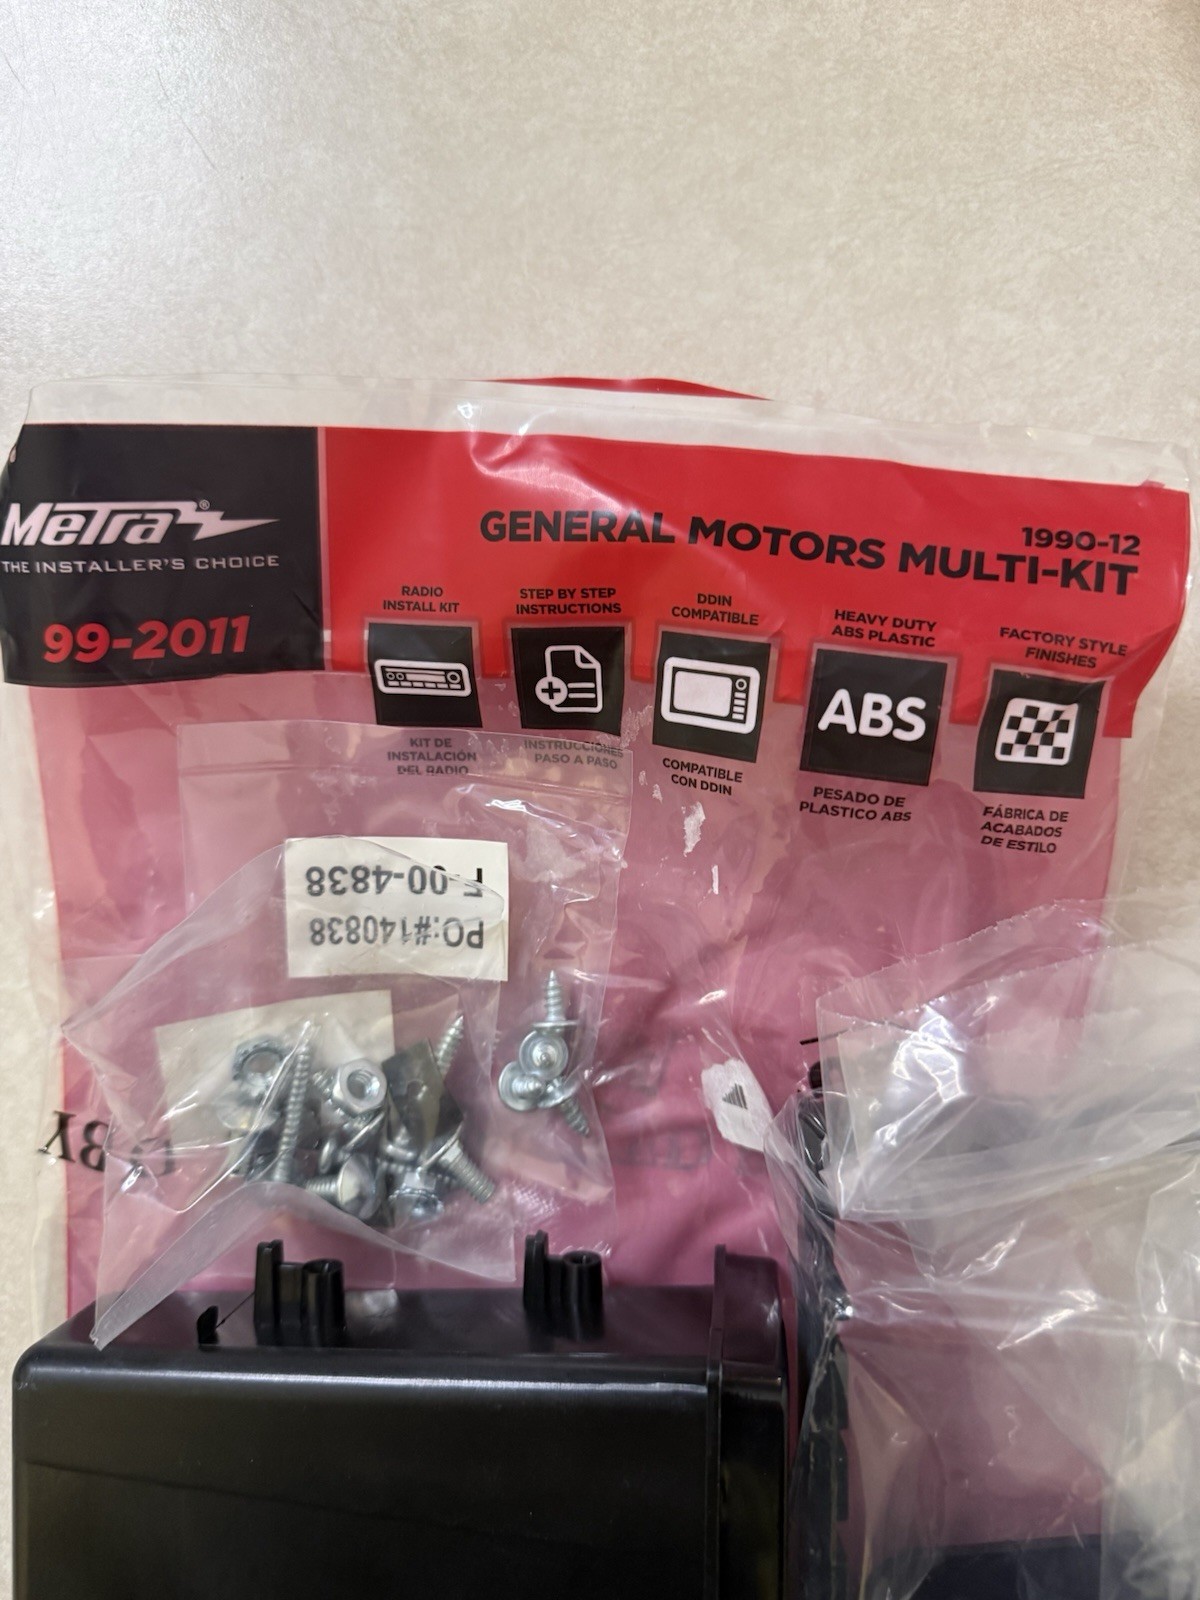 Metra®
THE INSTALLER'S CHOICE
99-2011
1990-12
GENERAL MOTORS MULTI-KIT
RADIO
INSTALL KIT
KIT DE
INSTALACIÓN
DEL RADIO
STEP BY STEP
INSTRUCTIONS
INSTRUCCIONES
PASO A PASO
DDIN
COMPATIBLE
COMPATIBLE
CON DDIN
HEAVY DUTY
ABS PLASTIC
ABS
PESADO DE
PLASTICO ABS
FACTORY STYLE
FINISHES
FÁBRICA DE
ACABADOS
DE ESTILO
PO:#140838
F-00-4838
BY